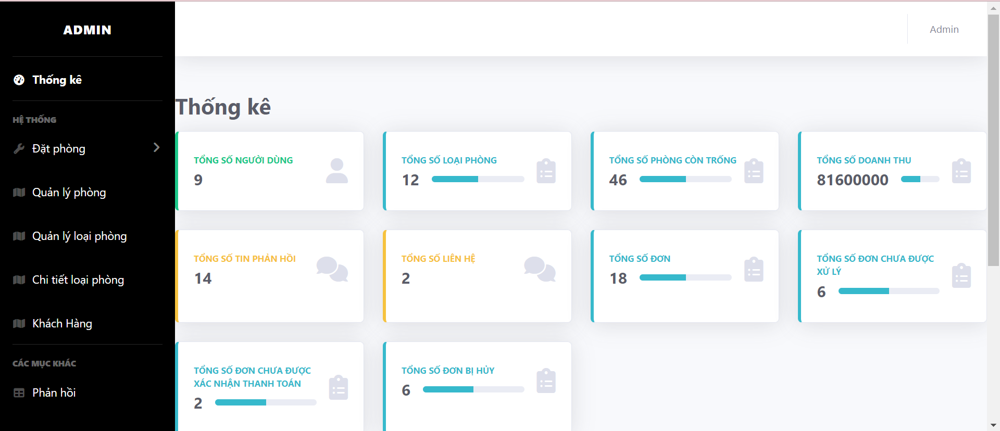 ADMIN
Admin
Thống kê
HỆ THỐNG
Đặt phòng
Quản lý phòng
Quản lý loại phòng
Chi tiết loại phòng
Khách Hàng
CÁC MỤC KHÁC
Phản hồi
Thống kê
TỔNG SỐ NGƯỜI DÙNG
9
TỔNG SỐ LOẠI PHÒNG
12
TỔNG SỐ PHÒNG CÒN TRỐNG
46
TỔNG SỐ DOANH THU
81600000
TỔNG SỐ TIN PHẢN HỒI
14
TỔNG SỐ LIÊN HỆ
2
TỔNG SỐ ĐƠN
18
TỔNG SỐ ĐƠN CHƯA ĐƯỢC
XỬ LÝ
6
TỔNG SỐ ĐƠN CHƯA ĐƯỢC
XÁC NHẬN THANH TOÁN
2
TỔNG SỐ ĐƠN BỊ HỦY
6